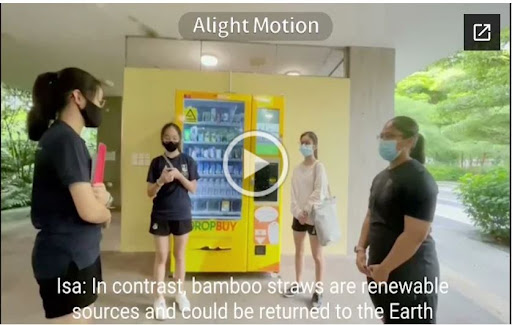 Alight Motion
DROPBUY
Isa: In contrast, bamboo straws are renewable
sources and could be returned to the Earth